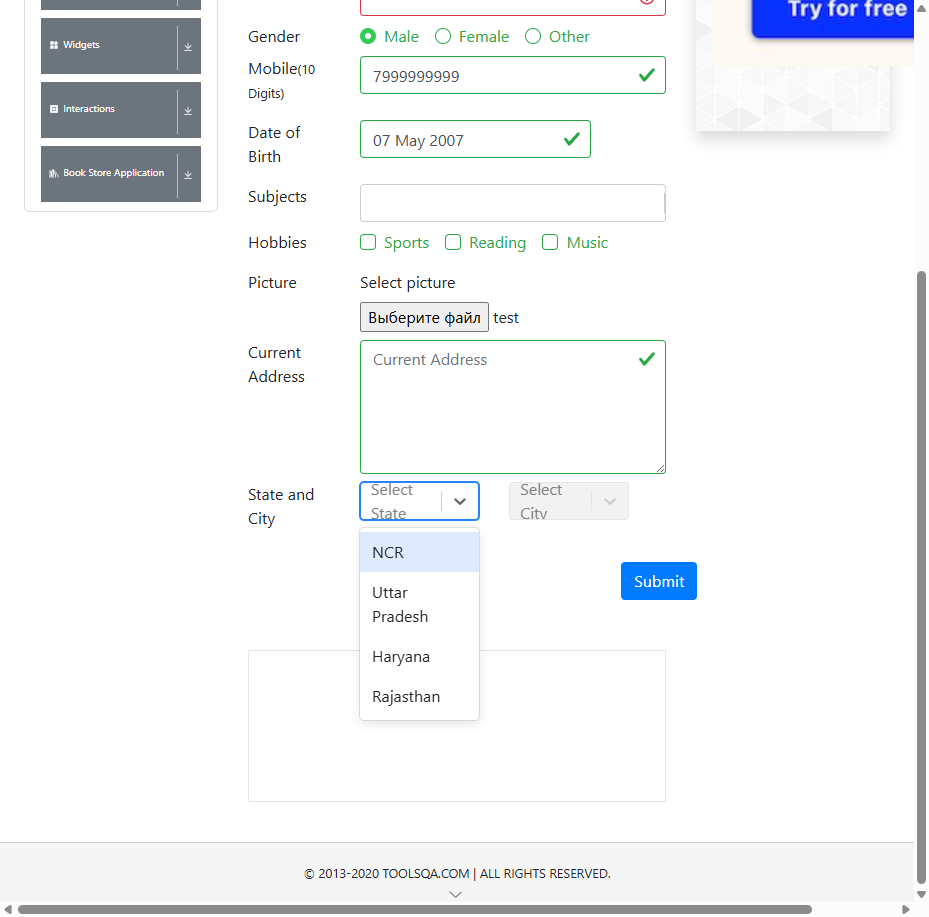 Try for free
Widgets
Gender
Male Female Other
Mobile(10 Digits)
7999999999
Interactions
Date of Birth
07 May 2007
Book Store Application
Subjects
Hobbies
Sports Reading Music
Picture
Select picture
Выберите файл test
Current Address
Current Address
State and City
Select State
Select City
NCR
Uttar Pradesh
Haryana
Rajasthan
Submit
© 2013-2020 TOOLSQA.COM | ALL RIGHTS RESERVED.